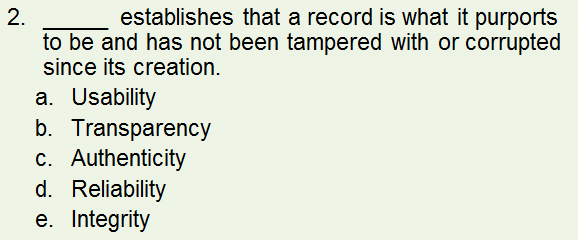 2. _____ establishes that a record is what it purports
to be and has not been tampered with or corrupted
since its creation.
a. Usability
b. Transparency
c. Authenticity
d. Reliability
e. Integrity